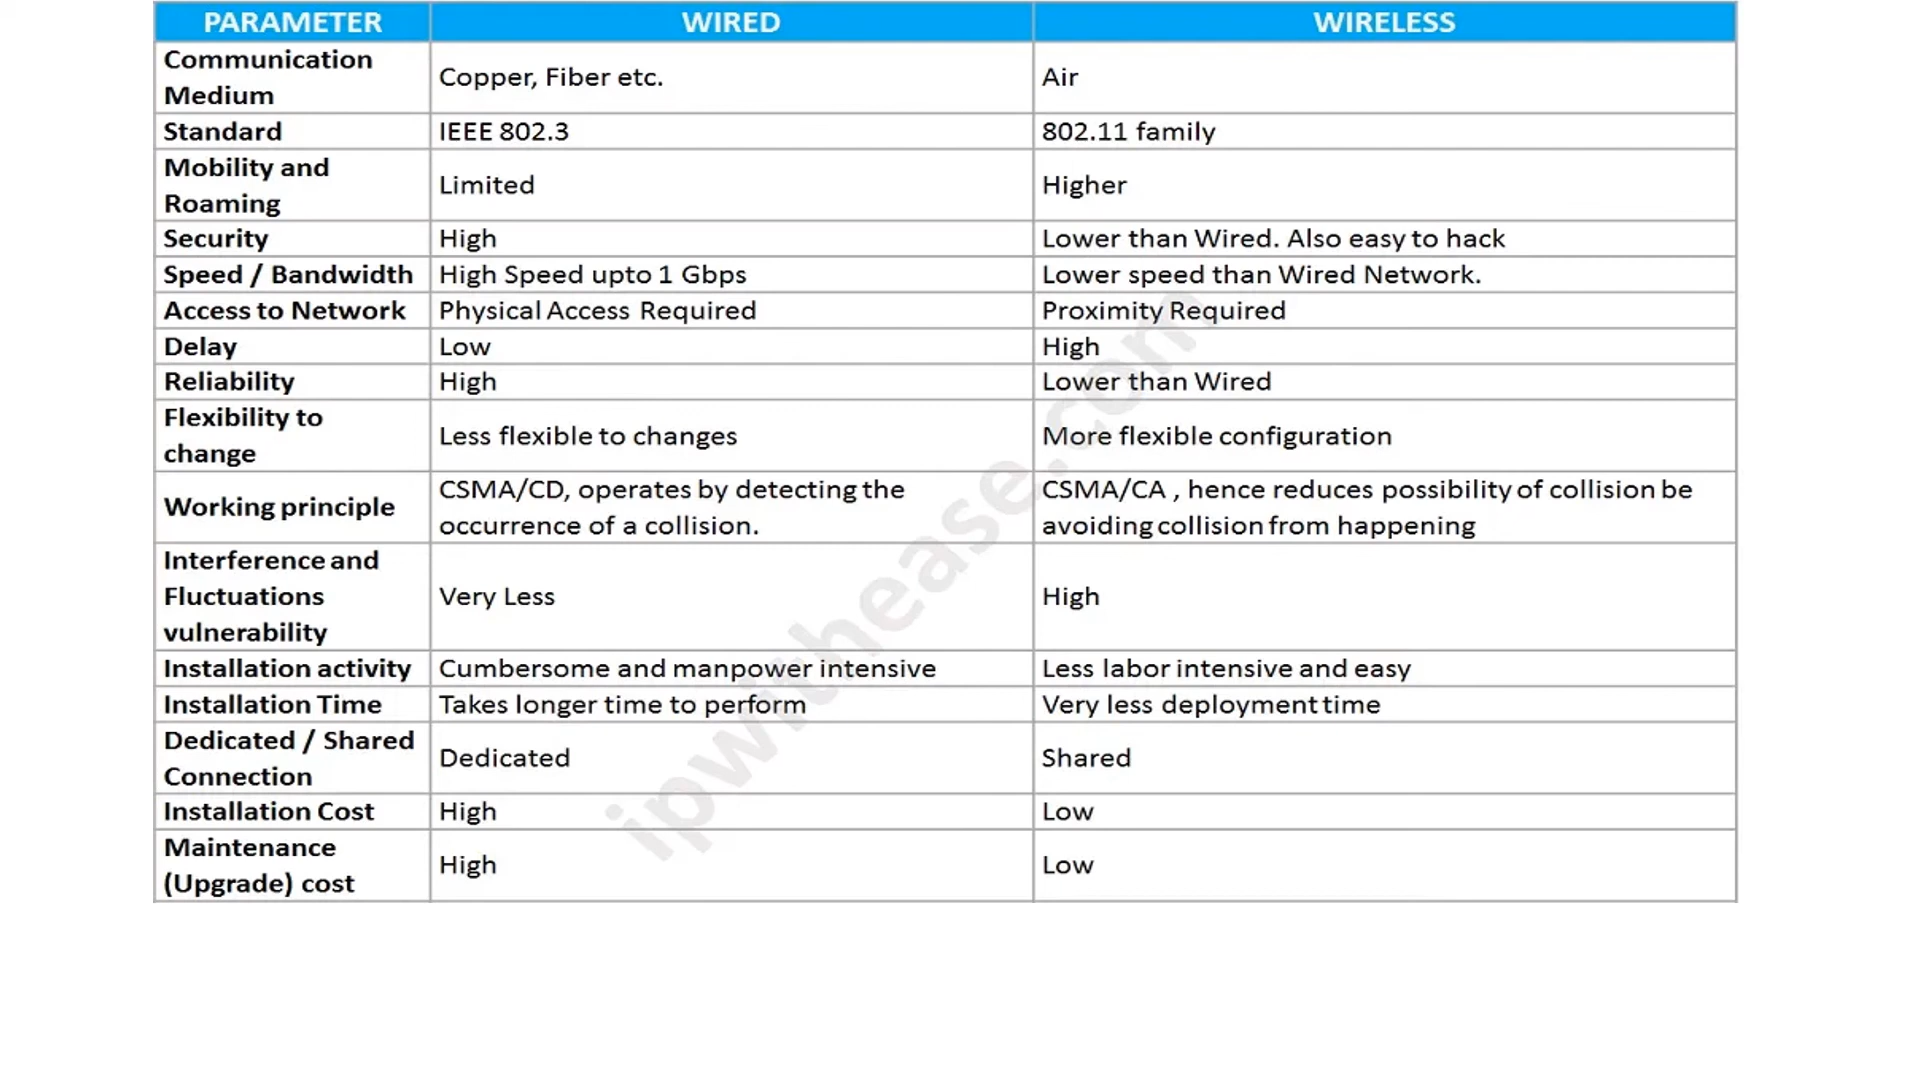 PARAMETER WIRED WIRELESS
Communication
Medium Copper, Fiber etc. Air
Standard IEEE 802.3 802.11 family
Mobility and
Roaming Limited Higher
Security High Lower than Wired. Also easy to hack
Speed / Bandwidth High Speed upto 1 Gbps Lower speed than Wired Network.
Access to Network Physical Access Required Proximity Required
Delay Low High
Reliability High Lower than Wired
Flexibility to
change Less flexible to changes More flexible configuration
Working principle CSMA/CD, operates by detecting the
occurrence of a collision. CSMA/CA , hence reduces possibility of collision be
avoiding collision from happening
Interference and
Fluctuations
vulnerability Very Less High
Installation activity Cumbersome and manpower intensive Less labor intensive and easy
Installation Time Takes longer time to perform Very less deployment time
Dedicated / Shared
Connection Dedicated Shared
Installation Cost High Low
Maintenance
(Upgrade) cost High Low
ipwithease.com